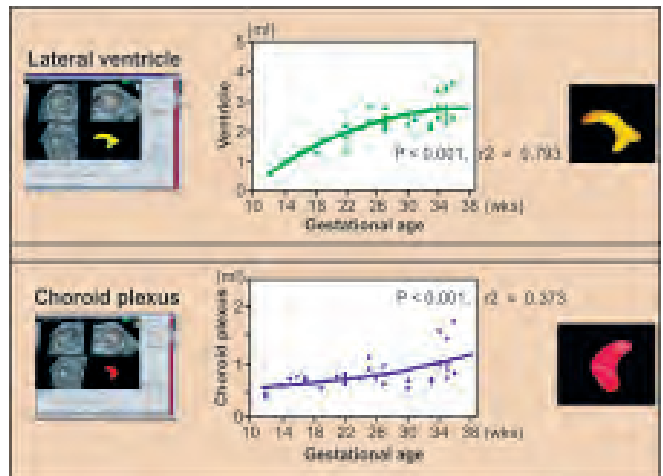 [ml]
Lateral ventricle
5
4
3
2
1
0
Ventricle
P < 0.001, r2 = 0.793
10 14 18 22 26 30 34 38 (wks)
Gestational age
[ml]
Choroid plexus
2
1
0
Choroid plexus
P < 0.001, r2 = 0.373
10 14 18 22 26 30 34 38 (wks)
Gestational age